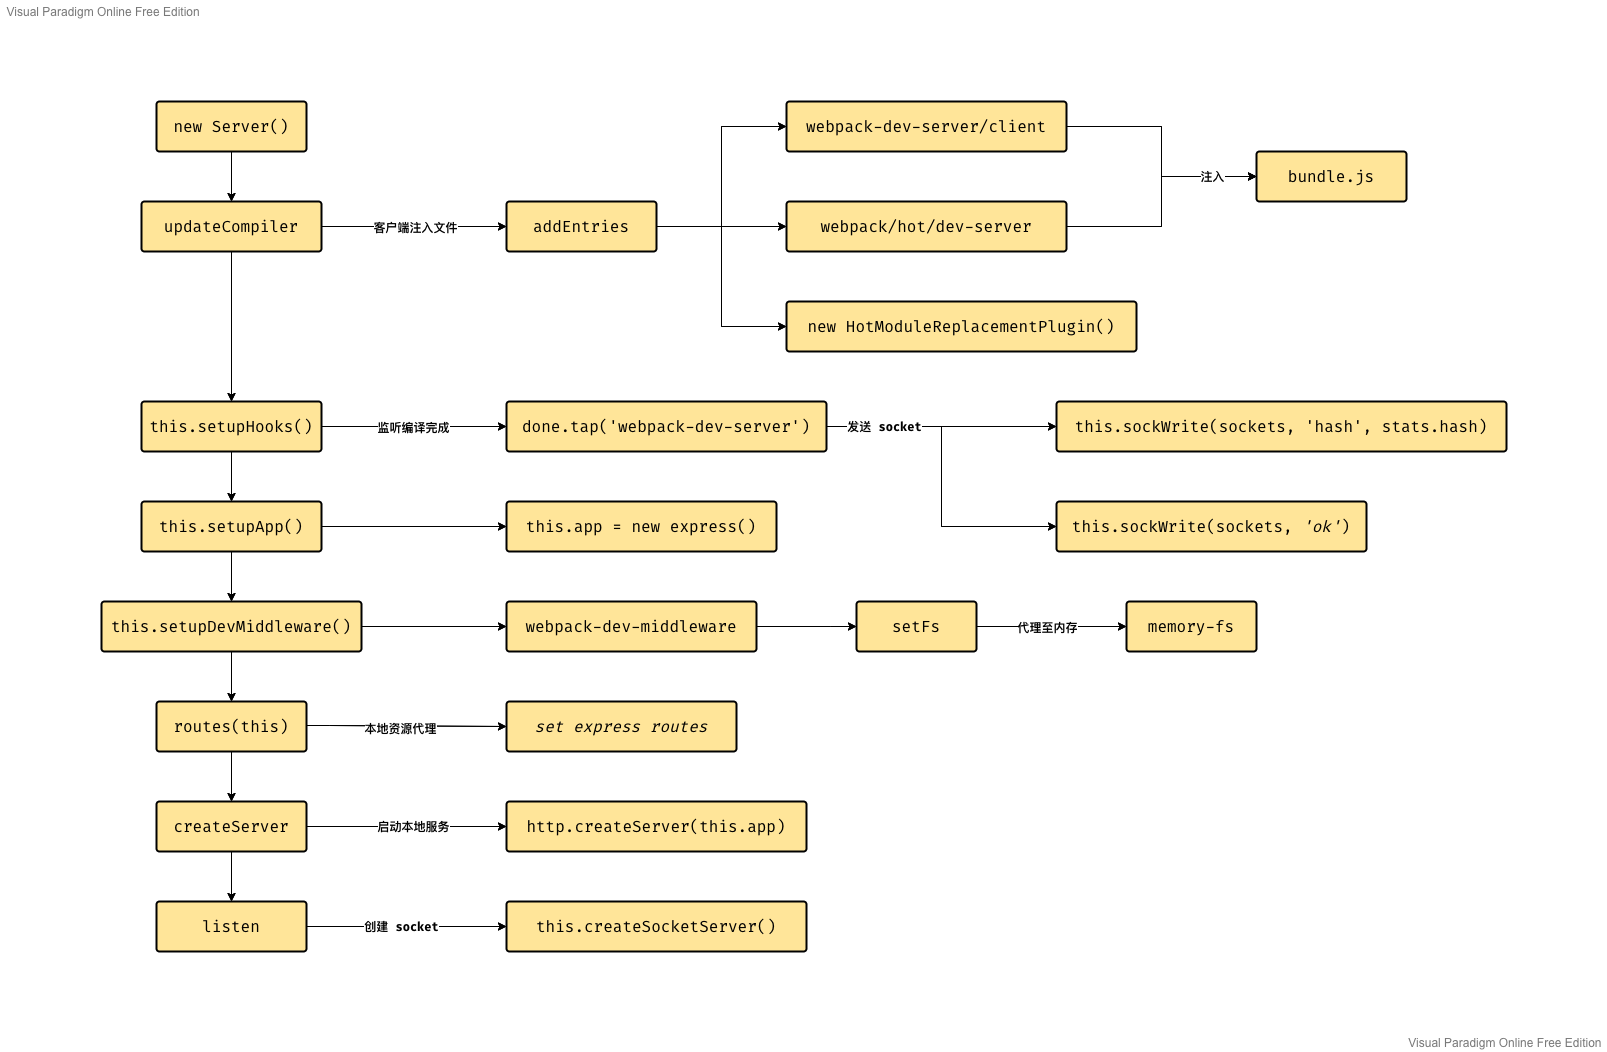 Visual Paradigm Online Free Edition
new Server()
webpack-dev-server/client
注入
bundle.js
updateCompiler
客户端注入文件
addEntries
webpack/hot/dev-server
new HotModuleReplacementPlugin()
this.setupHooks()
监听编译完成
done.tap('webpack-dev-server')
发送 socket
this.sockWrite(sockets, 'hash', stats.hash)
this.setupApp()
this.app = new express()
this.sockWrite(sockets, 'ok')
this.setupDevMiddleware()
webpack-dev-middleware
setFs
代理至内存
memory-fs
routes(this)
本地资源代理
set express routes
createServer
启动本地服务
http.createServer(this.app)
listen
创建 socket
this.createSocketServer()
Visual Paradigm Online Free Edition